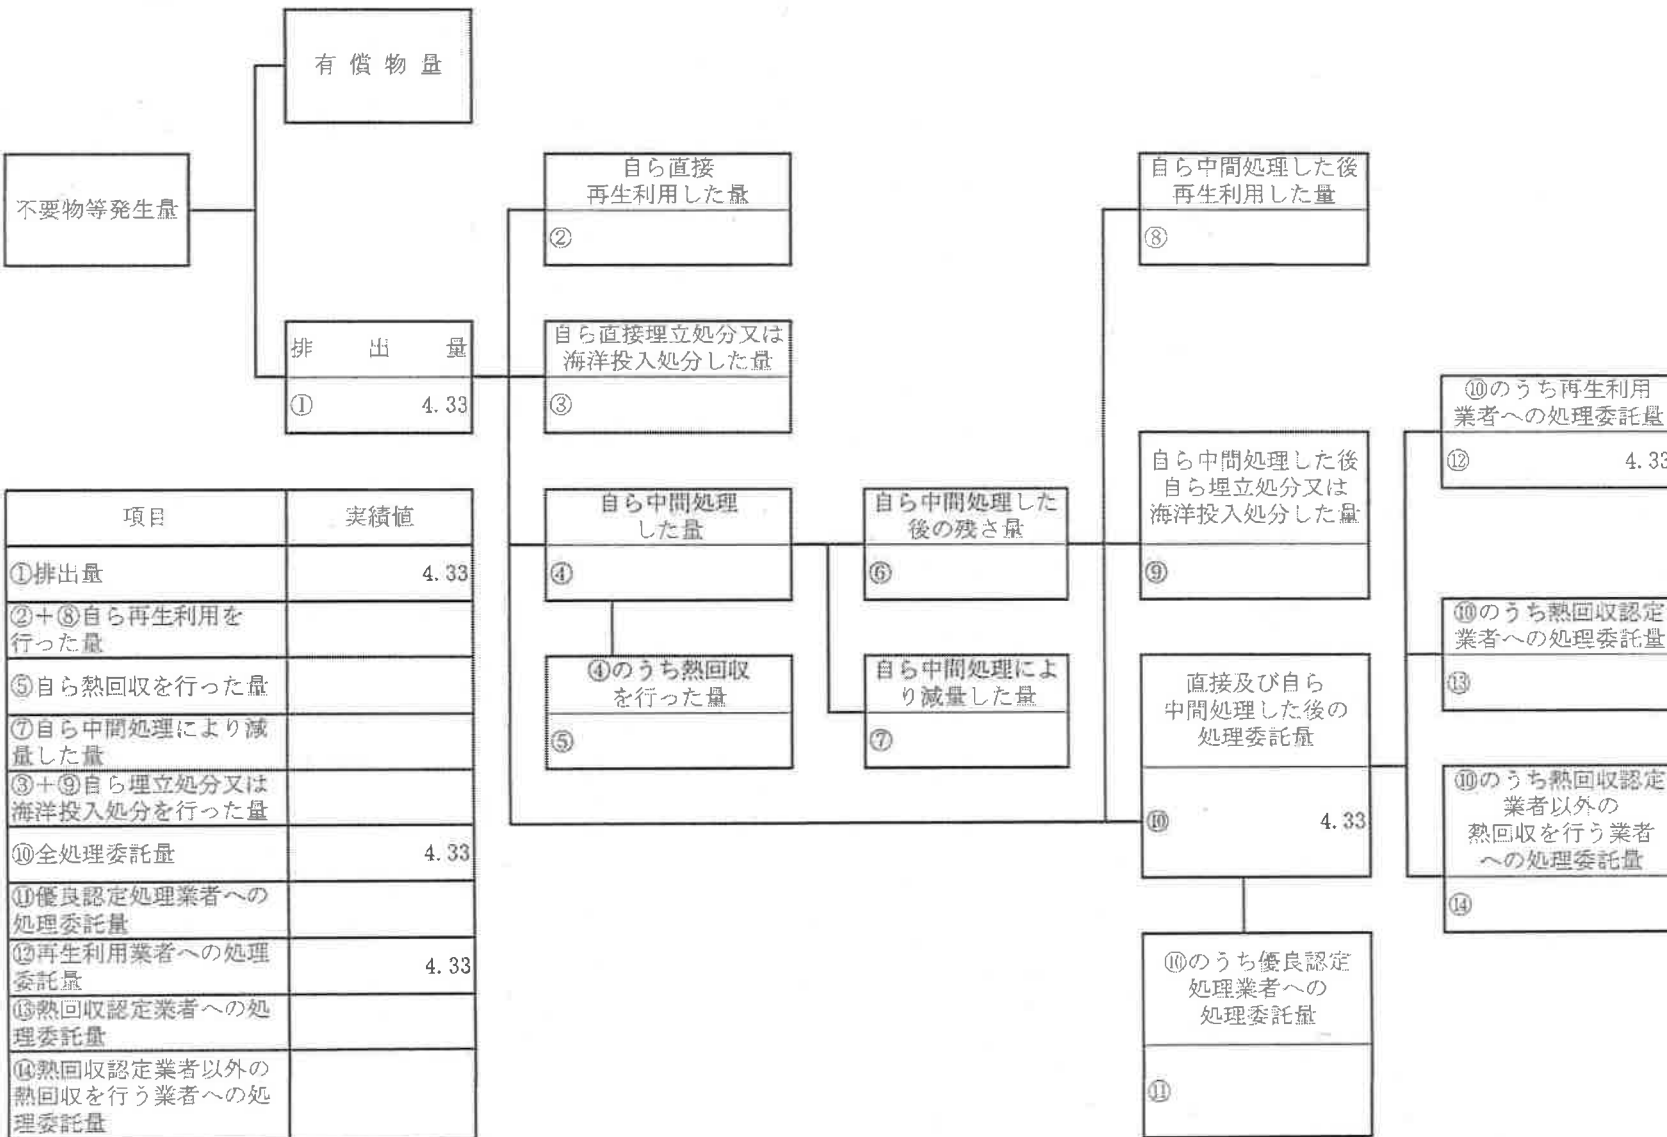 有償物量
不要物等発生量
排出量
① 4.33
自ら直接
再生利用した量
②
自ら直接埋立処分又は
海洋投入処分した量
③
自ら中間処理
した量
④
④のうち熱回収
を行った量
⑤
自ら中間処理した
後の残さ量
⑥
自ら中間処理によ
り減量した量
⑦
自ら中間処理した後
再生利用した量
⑧
自ら中間処理した後
自ら埋立処分又は
海洋投入処分した量
⑨
直接及び自ら
中間処理した後の
処理委託量
⑩ 4.33
⑩のうち優良認定
処理業者への
処理委託量
⑪
⑩のうち再生利用
業者への処理委託量
⑫ 4.33
⑩のうち熱回収認定
業者への処理委託量
⑬
⑩のうち熱回収認定
業者以外の
熱回収を行う業者
への処理委託量
⑭
項目 実績値
①排出量 4.33
②+⑧自ら再生利用を
行った量
⑤自ら熱回収を行った量
⑦自ら中間処理により減
量した量
③+⑨自ら埋立処分又は
海洋投入処分を行った量
⑩全処理委託量 4.33
⑪優良認定処理業者への
処理委託量
⑫再生利用業者への処理
委託量 4.33
⑬熱回収認定業者への処
理委託量
⑭熱回収認定業者以外の
熱回収を行う業者への処
理委託量